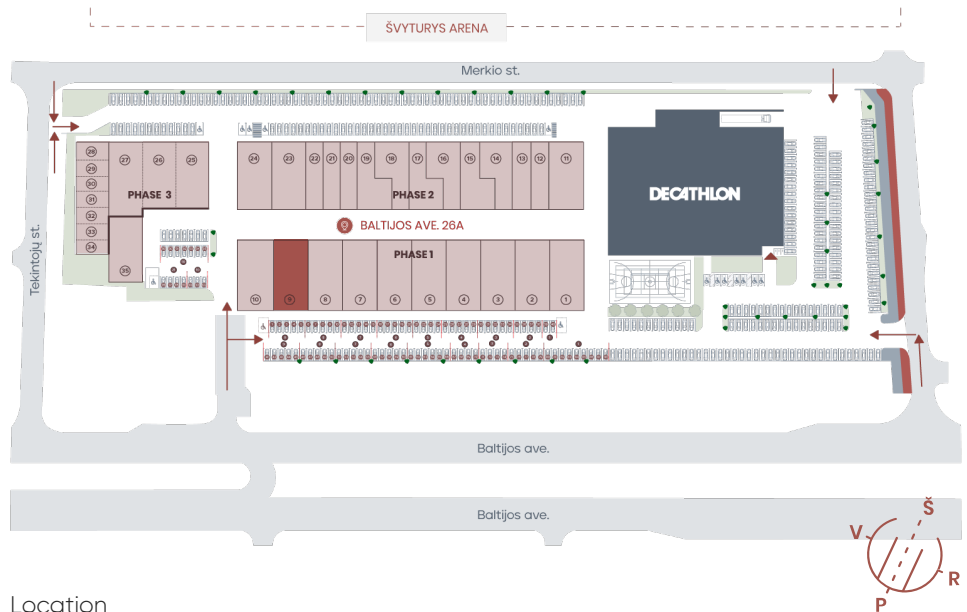 ŠVYTURYS ARENA
Merkio st.
28
27
26
25
24
23
22
21
20
19
18
17
16
15
14
13
12
11
29
30
31
32
33
34
35
PHASE 3
PHASE 2
DECATHLON
BALTIJOS AVE. 26A
PHASE 1
Tekintojų st.
10
9
8
7
6
5
4
3
2
1
Baltijos ave.
Baltijos ave.
Š
V
R
P
Location